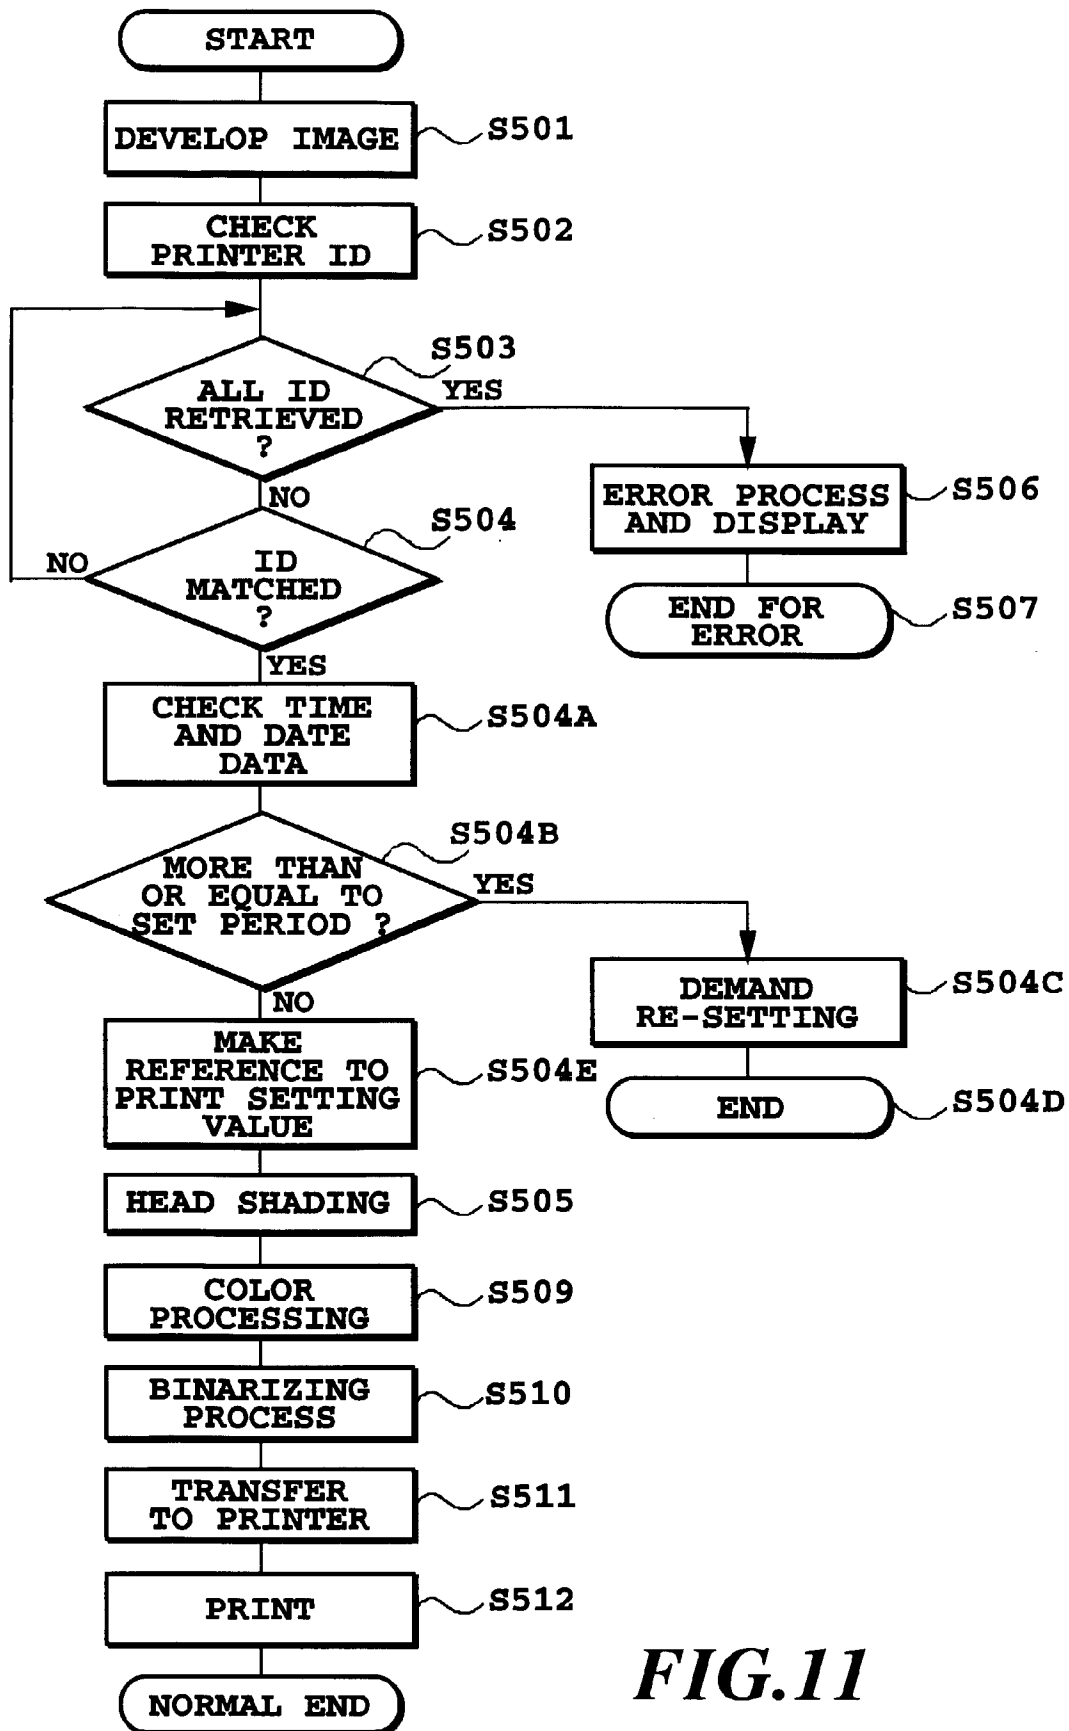 START
DEVELOP IMAGE
S501
CHECK
PRINTER ID
S502
S503
ALL ID
RETRIEVED
?
YES
NO
ERROR PROCESS
AND DISPLAY
S506
S504
ID
MATCHED
?
NO
YES
END FOR
ERROR
S507
CHECK TIME
AND DATE
DATA
S504A
S504B
MORE THAN
OR EQUAL TO
SET PERIOD ?
YES
NO
DEMAND
RE-SETTING
S504C
MAKE
REFERENCE TO
PRINT SETTING
VALUE
S504E
END
S504D
HEAD SHADING
S505
COLOR
PROCESSING
S509
BINARIZING
PROCESS
S510
TRANSFER
TO PRINTER
S511
PRINT
S512
NORMAL END
FIG.11